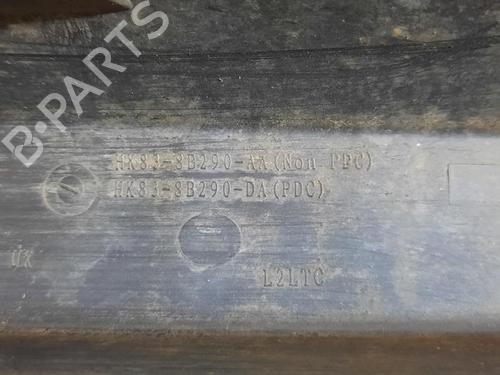 B-PARTS
HK83-8B290-AA(Non PDC)
HK83-8B290-DA(PDC)
UK
L2LTC